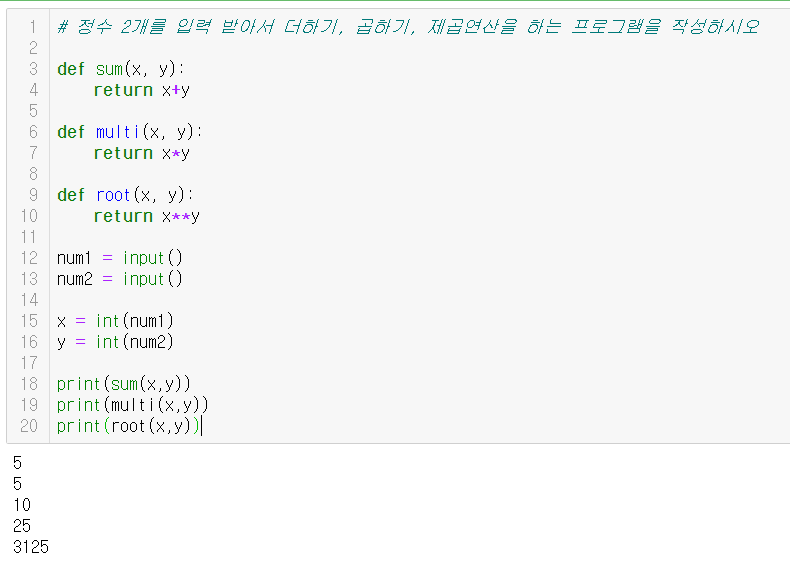 1 # 정수 2개를 입력 받아서 더하기, 곱하기, 제곱연산을 하는 프로그램을 작성하시오
2
3 def sum(x, y):
4     return x+y
5
6 def multi(x, y):
7     return x*y
8
9 def root(x, y):
10     return x**y
11
12 num1 = input()
13 num2 = input()
14
15 x = int(num1)
16 y = int(num2)
17
18 print(sum(x,y))
19 print(multi(x,y))
20 print(root(x,y))
5
5
10
25
3125